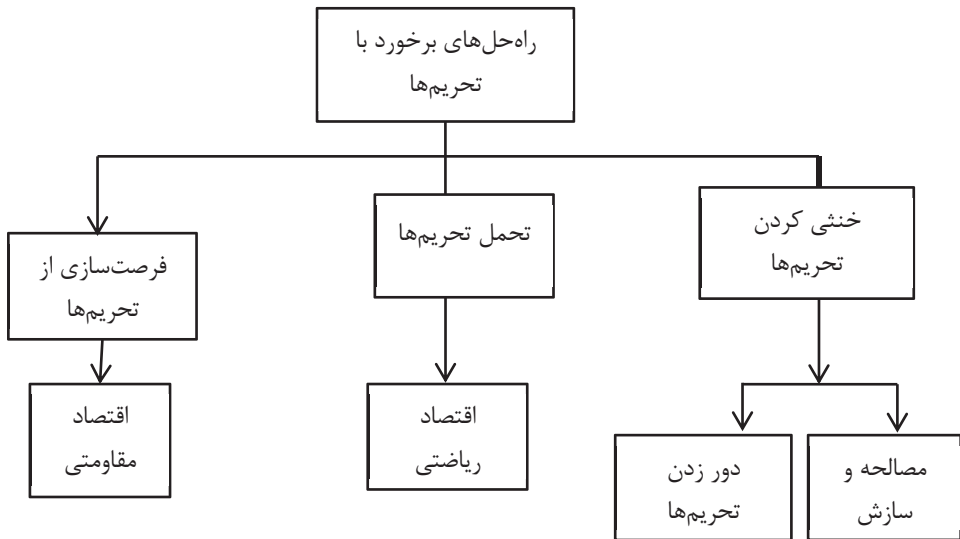 راه‌حل‌های برخورد با
تحریم‌ها
خنثی کردن
تحریم‌ها
تحمل تحریم‌ها
فرصت‌سازی از
تحریم‌ها
مصالحه و
سازش
دور زدن
تحریم‌ها
اقتصاد
ریاضتی
اقتصاد
مقاومتی